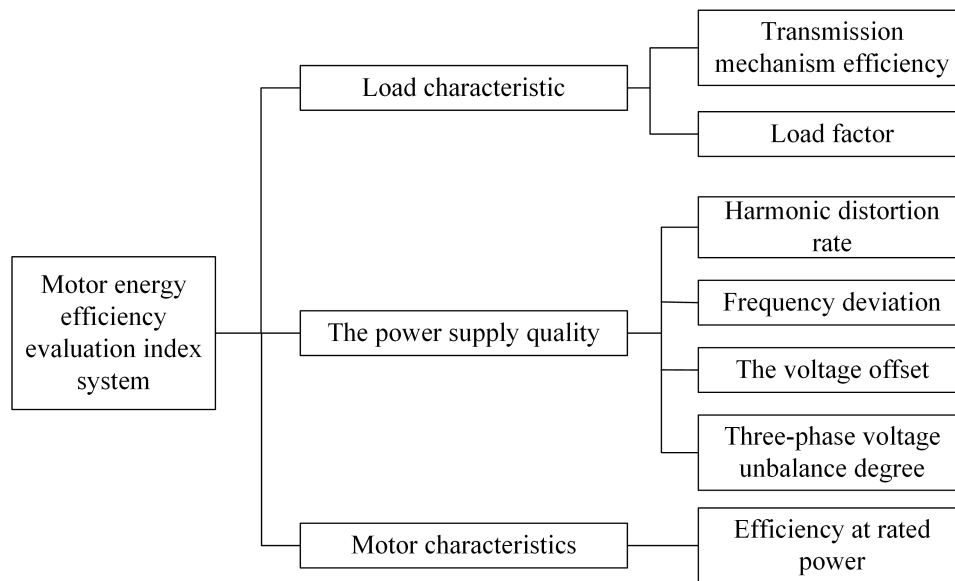 Motor energy
efficiency
evaluation index
system
Load characteristic
Transmission
mechanism efficiency
Load factor
The power supply quality
Harmonic distortion
rate
Frequency deviation
The voltage offset
Three-phase voltage
unbalance degree
Motor characteristics
Efficiency at rated
power